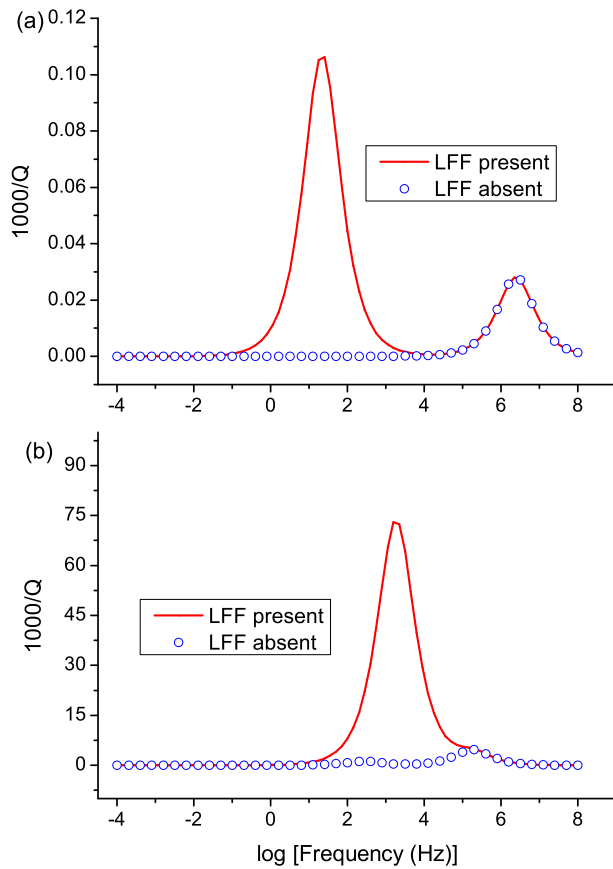 (a)
0.12
0.10
0.08
0.06
0.04
0.02
0.00
1000/Q
LFF present
LFF absent
-4 -2 0 2 4 6 8
(b)
90
75
60
45
30
15
0
1000/Q
LFF present
LFF absent
-4 -2 0 2 4 6 8
log [Frequency (Hz)]